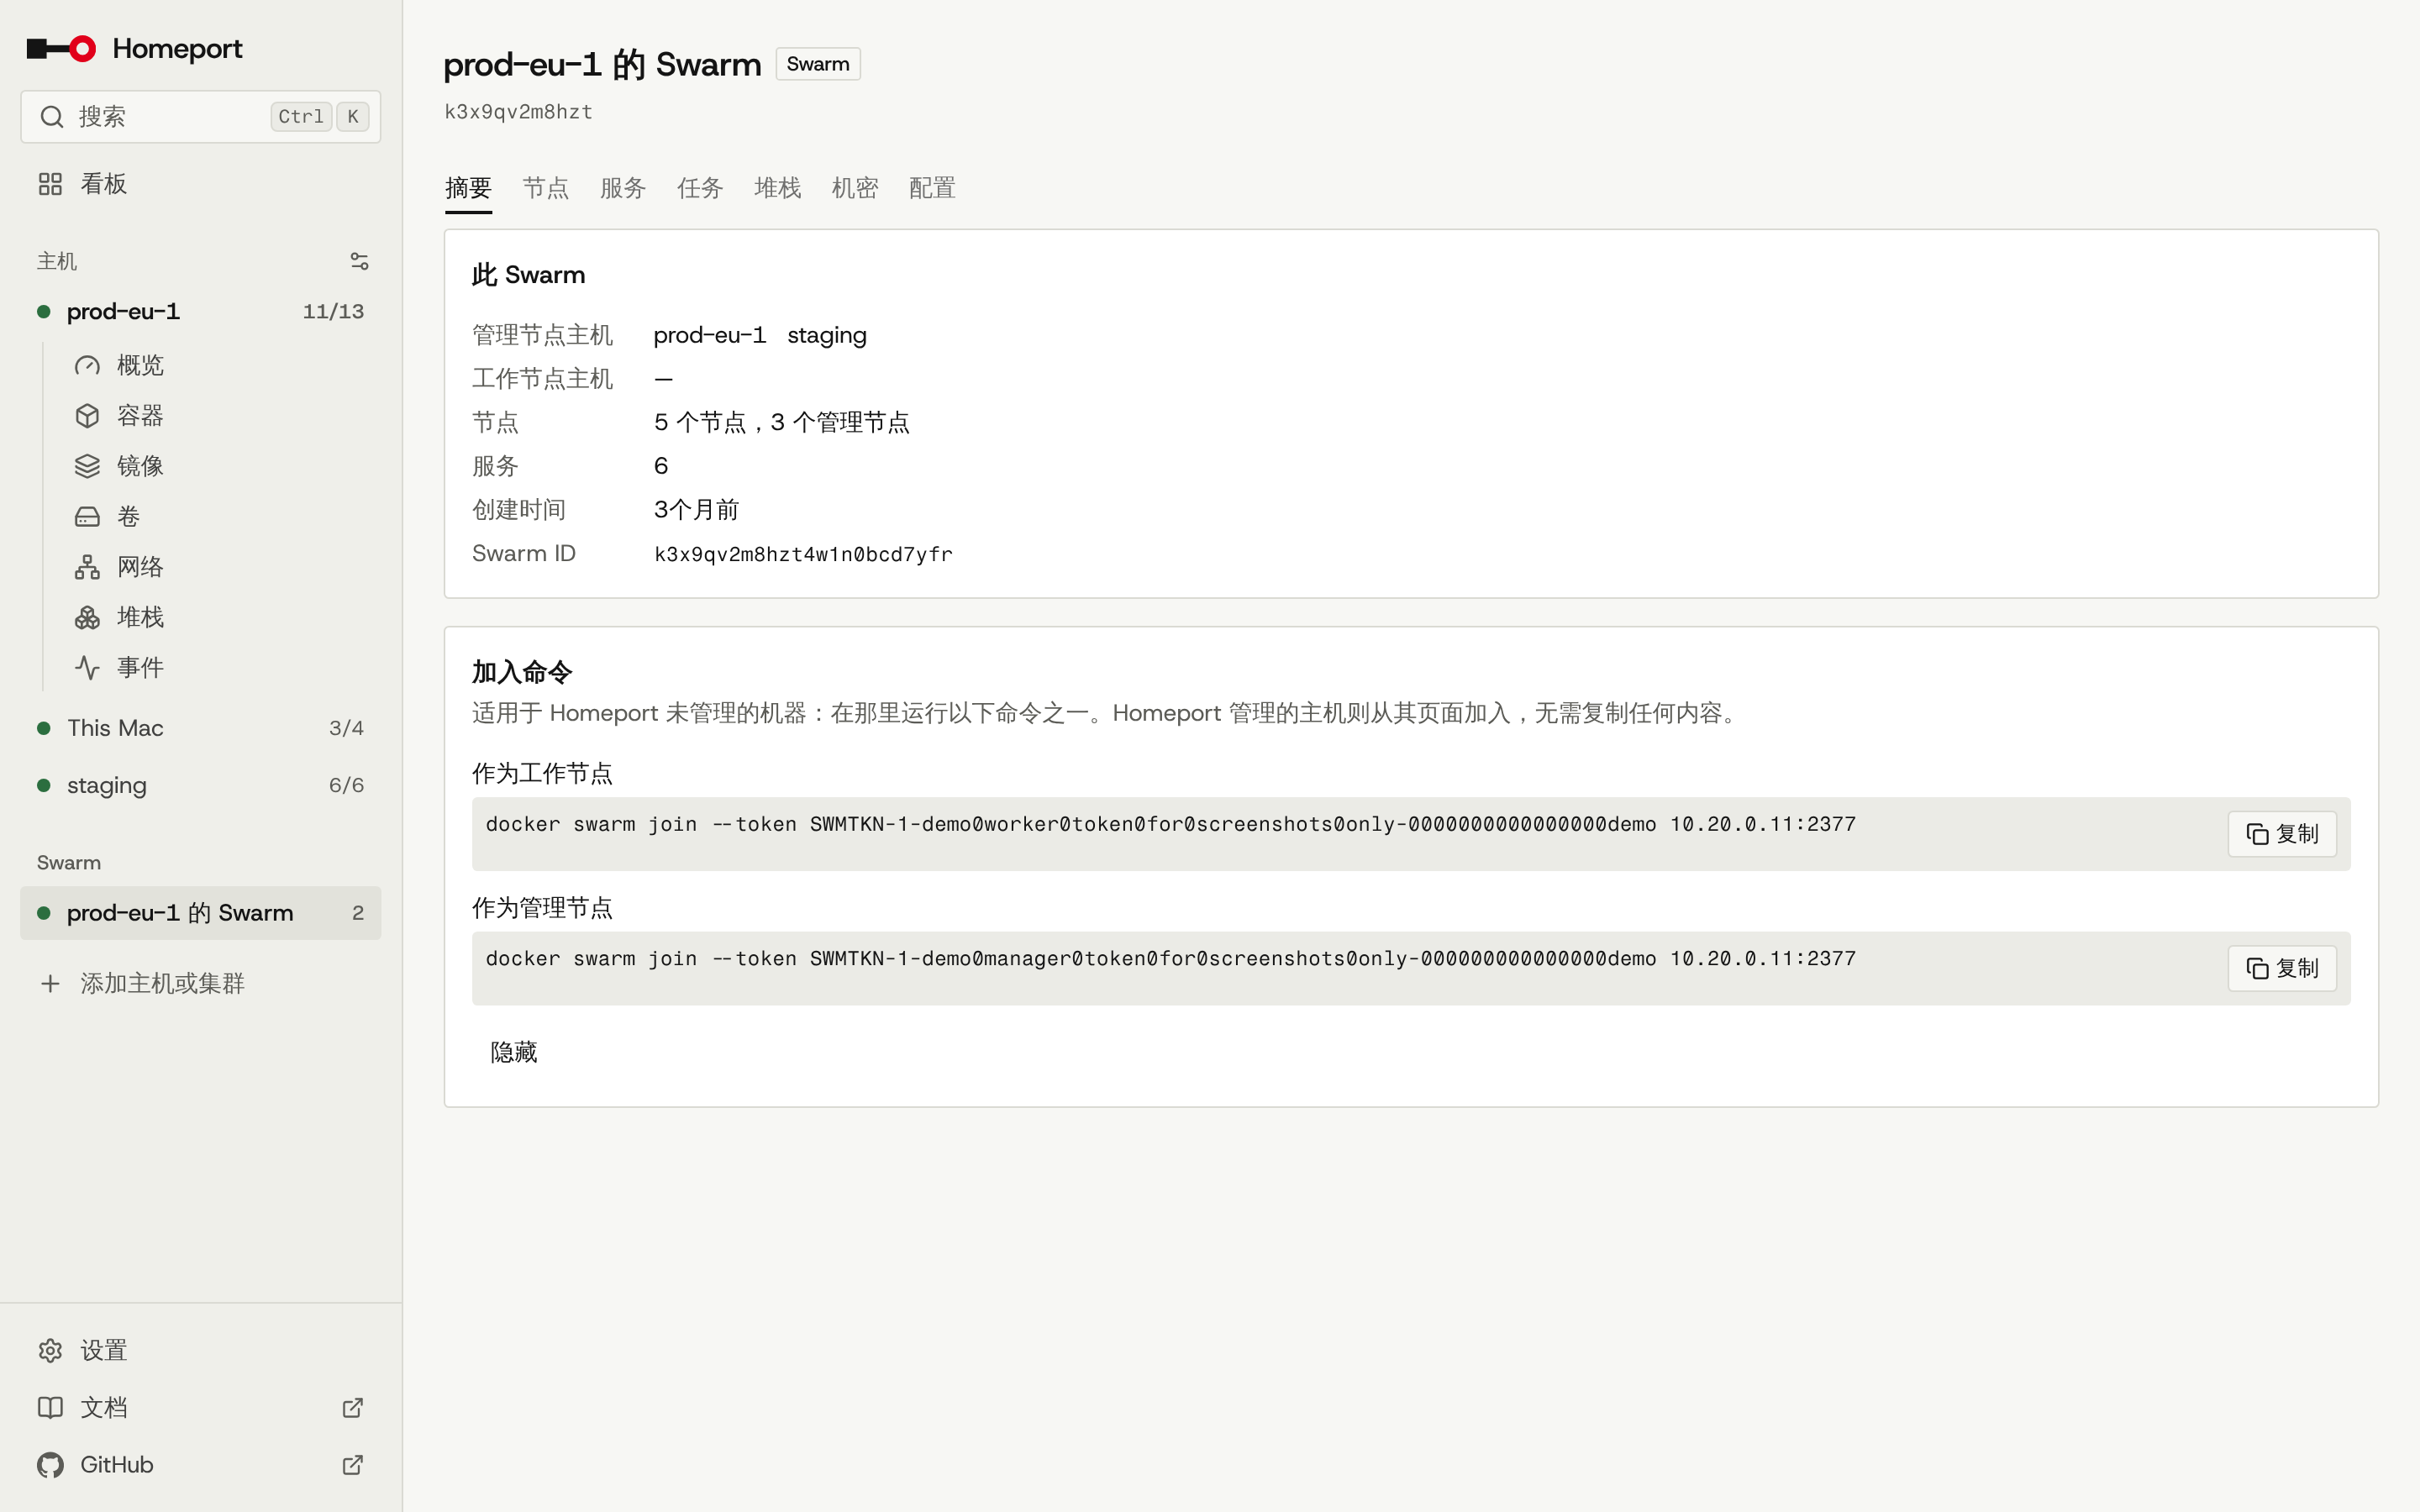 Homeport
搜索 Ctrl K
看板
主机
prod-eu-1 11/13
概览
容器
镜像
卷
网络
堆栈
事件
This Mac 3/4
staging 6/6
Swarm
prod-eu-1 的 Swarm 2
添加主机或集群
设置
文档
GitHub
prod-eu-1 的 Swarm Swarm
k3x9qv2m8hzt
摘要 节点 服务 任务 堆栈 机密 配置
此 Swarm
管理节点主机 prod-eu-1 staging
工作节点主机 —
节点 5 个节点，3 个管理节点
服务 6
创建时间 3个月前
Swarm ID k3x9qv2m8hzt4w1n0bcd7yfr
加入命令
适用于 Homeport 未管理的机器：在那里运行以下命令之一。Homeport 管理的主机则从其页面加入，无需复制任何内容。
作为工作节点
docker swarm join --token SWMTKN-1-demo0worker0token0for0screenshots0only-0000000000000000demo 10.20.0.11:2377
复制
作为管理节点
docker swarm join --token SWMTKN-1-demo0manager0token0for0screenshots0only-000000000000000demo 10.20.0.11:2377
复制
隐藏